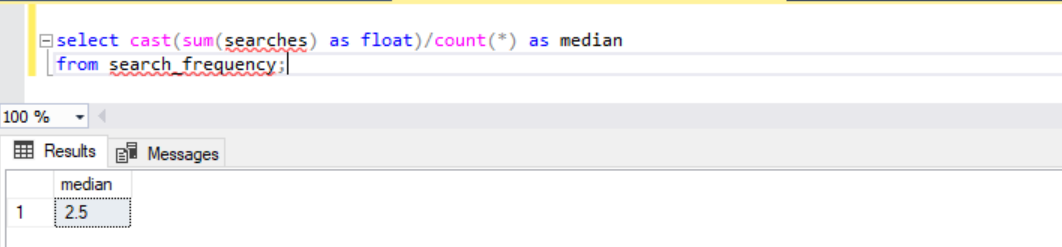 select cast(sum(searches) as float)/count(*) as median
from search_frequency;
100 %
Results Messages
median
1 2.5